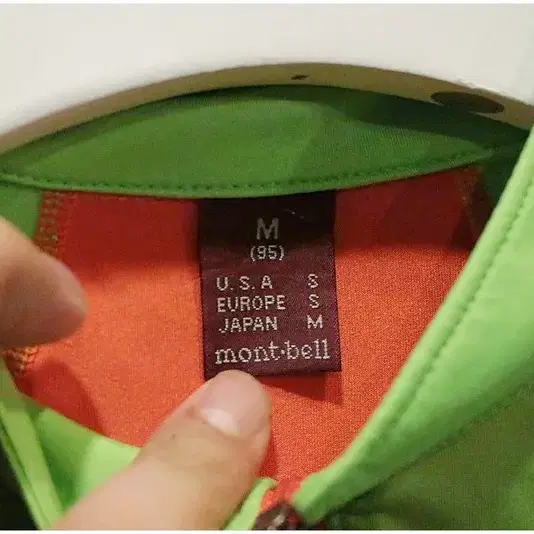 M
(95)
U.S.A S
EUROPE S
JAPAN M
mont·bell